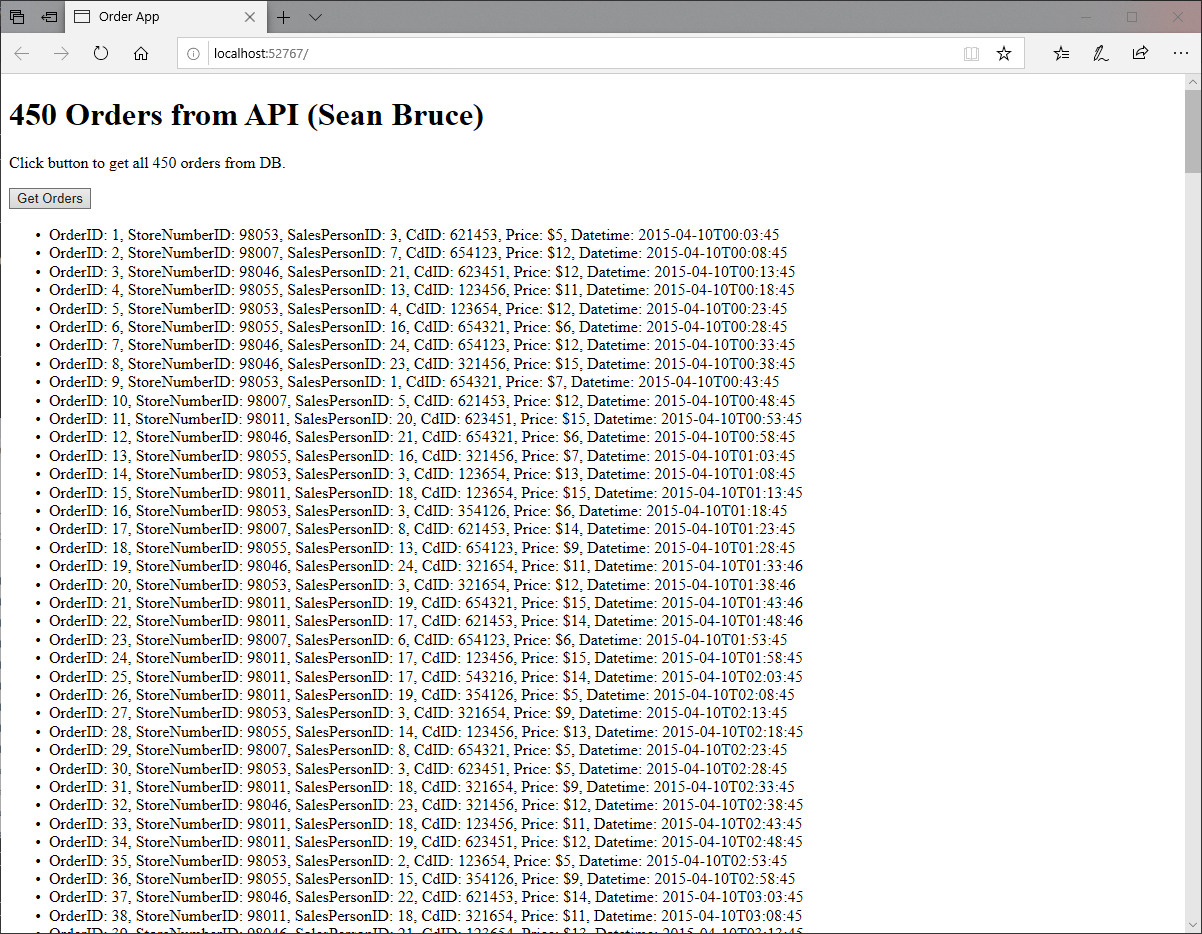 Order App
localhost:52767/
450 Orders from API (Sean Bruce)
Click button to get all 450 orders from DB.
Get Orders
• OrderID: 1, StoreNumberID: 98053, SalesPersonID: 3, CdID: 621453, Price: $5, Datetime: 2015-04-10T00:03:45
• OrderID: 2, StoreNumberID: 98007, SalesPersonID: 7, CdID: 654123, Price: $12, Datetime: 2015-04-10T00:08:45
• OrderID: 3, StoreNumberID: 98046, SalesPersonID: 21, CdID: 623451, Price: $12, Datetime: 2015-04-10T00:13:45
• OrderID: 4, StoreNumberID: 98055, SalesPersonID: 13, CdID: 123456, Price: $11, Datetime: 2015-04-10T00:18:45
• OrderID: 5, StoreNumberID: 98053, SalesPersonID: 4, CdID: 123654, Price: $12, Datetime: 2015-04-10T00:23:45
• OrderID: 6, StoreNumberID: 98055, SalesPersonID: 16, CdID: 654321, Price: $6, Datetime: 2015-04-10T00:28:45
• OrderID: 7, StoreNumberID: 98046, SalesPersonID: 24, CdID: 654123, Price: $12, Datetime: 2015-04-10T00:33:45
• OrderID: 8, StoreNumberID: 98046, SalesPersonID: 23, CdID: 321456, Price: $15, Datetime: 2015-04-10T00:38:45
• OrderID: 9, StoreNumberID: 98053, SalesPersonID: 1, CdID: 654321, Price: $7, Datetime: 2015-04-10T00:43:45
• OrderID: 10, StoreNumberID: 98007, SalesPersonID: 5, CdID: 621453, Price: $12, Datetime: 2015-04-10T00:48:45
• OrderID: 11, StoreNumberID: 98011, SalesPersonID: 20, CdID: 623451, Price: $15, Datetime: 2015-04-10T00:53:45
• OrderID: 12, StoreNumberID: 98046, SalesPersonID: 21, CdID: 654321, Price: $6, Datetime: 2015-04-10T00:58:45
• OrderID: 13, StoreNumberID: 98055, SalesPersonID: 16, CdID: 321456, Price: $7, Datetime: 2015-04-10T01:03:45
• OrderID: 14, StoreNumberID: 98053, SalesPersonID: 3, CdID: 123654, Price: $13, Datetime: 2015-04-10T01:08:45
• OrderID: 15, StoreNumberID: 98011, SalesPersonID: 18, CdID: 123654, Price: $15, Datetime: 2015-04-10T01:13:45
• OrderID: 16, StoreNumberID: 98053, SalesPersonID: 3, CdID: 354126, Price: $6, Datetime: 2015-04-10T01:18:45
• OrderID: 17, StoreNumberID: 98007, SalesPersonID: 8, CdID: 621453, Price: $14, Datetime: 2015-04-10T01:23:45
• OrderID: 18, StoreNumberID: 98055, SalesPersonID: 13, CdID: 654123, Price: $9, Datetime: 2015-04-10T01:28:45
• OrderID: 19, StoreNumberID: 98046, SalesPersonID: 24, CdID: 321654, Price: $11, Datetime: 2015-04-10T01:33:46
• OrderID: 20, StoreNumberID: 98053, SalesPersonID: 3, CdID: 321654, Price: $12, Datetime: 2015-04-10T01:38:46
• OrderID: 21, StoreNumberID: 98011, SalesPersonID: 19, CdID: 654321, Price: $15, Datetime: 2015-04-10T01:43:46
• OrderID: 22, StoreNumberID: 98011, SalesPersonID: 17, CdID: 621453, Price: $14, Datetime: 2015-04-10T01:48:46
• OrderID: 23, StoreNumberID: 98007, SalesPersonID: 6, CdID: 654123, Price: $6, Datetime: 2015-04-10T01:53:45
• OrderID: 24, StoreNumberID: 98011, SalesPersonID: 17, CdID: 123456, Price: $15, Datetime: 2015-04-10T01:58:45
• OrderID: 25, StoreNumberID: 98011, SalesPersonID: 17, CdID: 543216, Price: $14, Datetime: 2015-04-10T02:03:45
• OrderID: 26, StoreNumberID: 98011, SalesPersonID: 19, CdID: 354126, Price: $5, Datetime: 2015-04-10T02:08:45
• OrderID: 27, StoreNumberID: 98053, SalesPersonID: 3, CdID: 321654, Price: $9, Datetime: 2015-04-10T02:13:45
• OrderID: 28, StoreNumberID: 98055, SalesPersonID: 14, CdID: 123456, Price: $13, Datetime: 2015-04-10T02:18:45
• OrderID: 29, StoreNumberID: 98007, SalesPersonID: 8, CdID: 654321, Price: $5, Datetime: 2015-04-10T02:23:45
• OrderID: 30, StoreNumberID: 98053, SalesPersonID: 3, CdID: 623451, Price: $5, Datetime: 2015-04-10T02:28:45
• OrderID: 31, StoreNumberID: 98011, SalesPersonID: 18, CdID: 321654, Price: $9, Datetime: 2015-04-10T02:33:45
• OrderID: 32, StoreNumberID: 98046, SalesPersonID: 23, CdID: 321456, Price: $12, Datetime: 2015-04-10T02:38:45
• OrderID: 33, StoreNumberID: 98011, SalesPersonID: 18, CdID: 123456, Price: $11, Datetime: 2015-04-10T02:43:45
• OrderID: 34, StoreNumberID: 98011, SalesPersonID: 19, CdID: 623451, Price: $12, Datetime: 2015-04-10T02:48:45
• OrderID: 35, StoreNumberID: 98053, SalesPersonID: 2, CdID: 123654, Price: $5, Datetime: 2015-04-10T02:53:45
• OrderID: 36, StoreNumberID: 98055, SalesPersonID: 15, CdID: 354126, Price: $9, Datetime: 2015-04-10T02:58:45
• OrderID: 37, StoreNumberID: 98046, SalesPersonID: 22, CdID: 621453, Price: $14, Datetime: 2015-04-10T03:03:45
• OrderID: 38, StoreNumberID: 98011, SalesPersonID: 18, CdID: 321654, Price: $11, Datetime: 2015-04-10T03:08:45